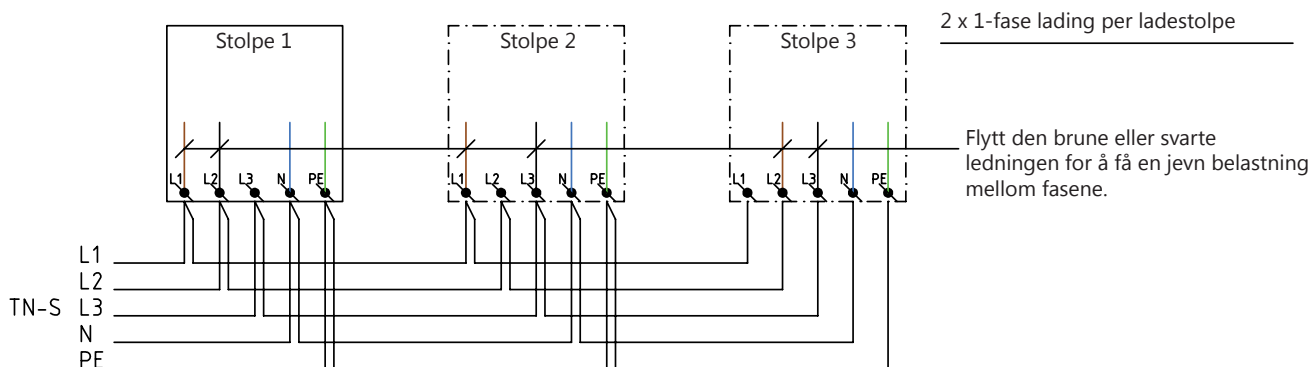 2 x 1-fase lading per ladestolpe
Stolpe 1
Stolpe 2
Stolpe 3
Flytt den brune eller svarte
ledningen for å få en jevn belastning
mellom fasene.
L1 L2 L3 N PE
L1 L2 L3 N PE
L1 L2 L3 N PE
L1
L2
TN-S L3
N
PE